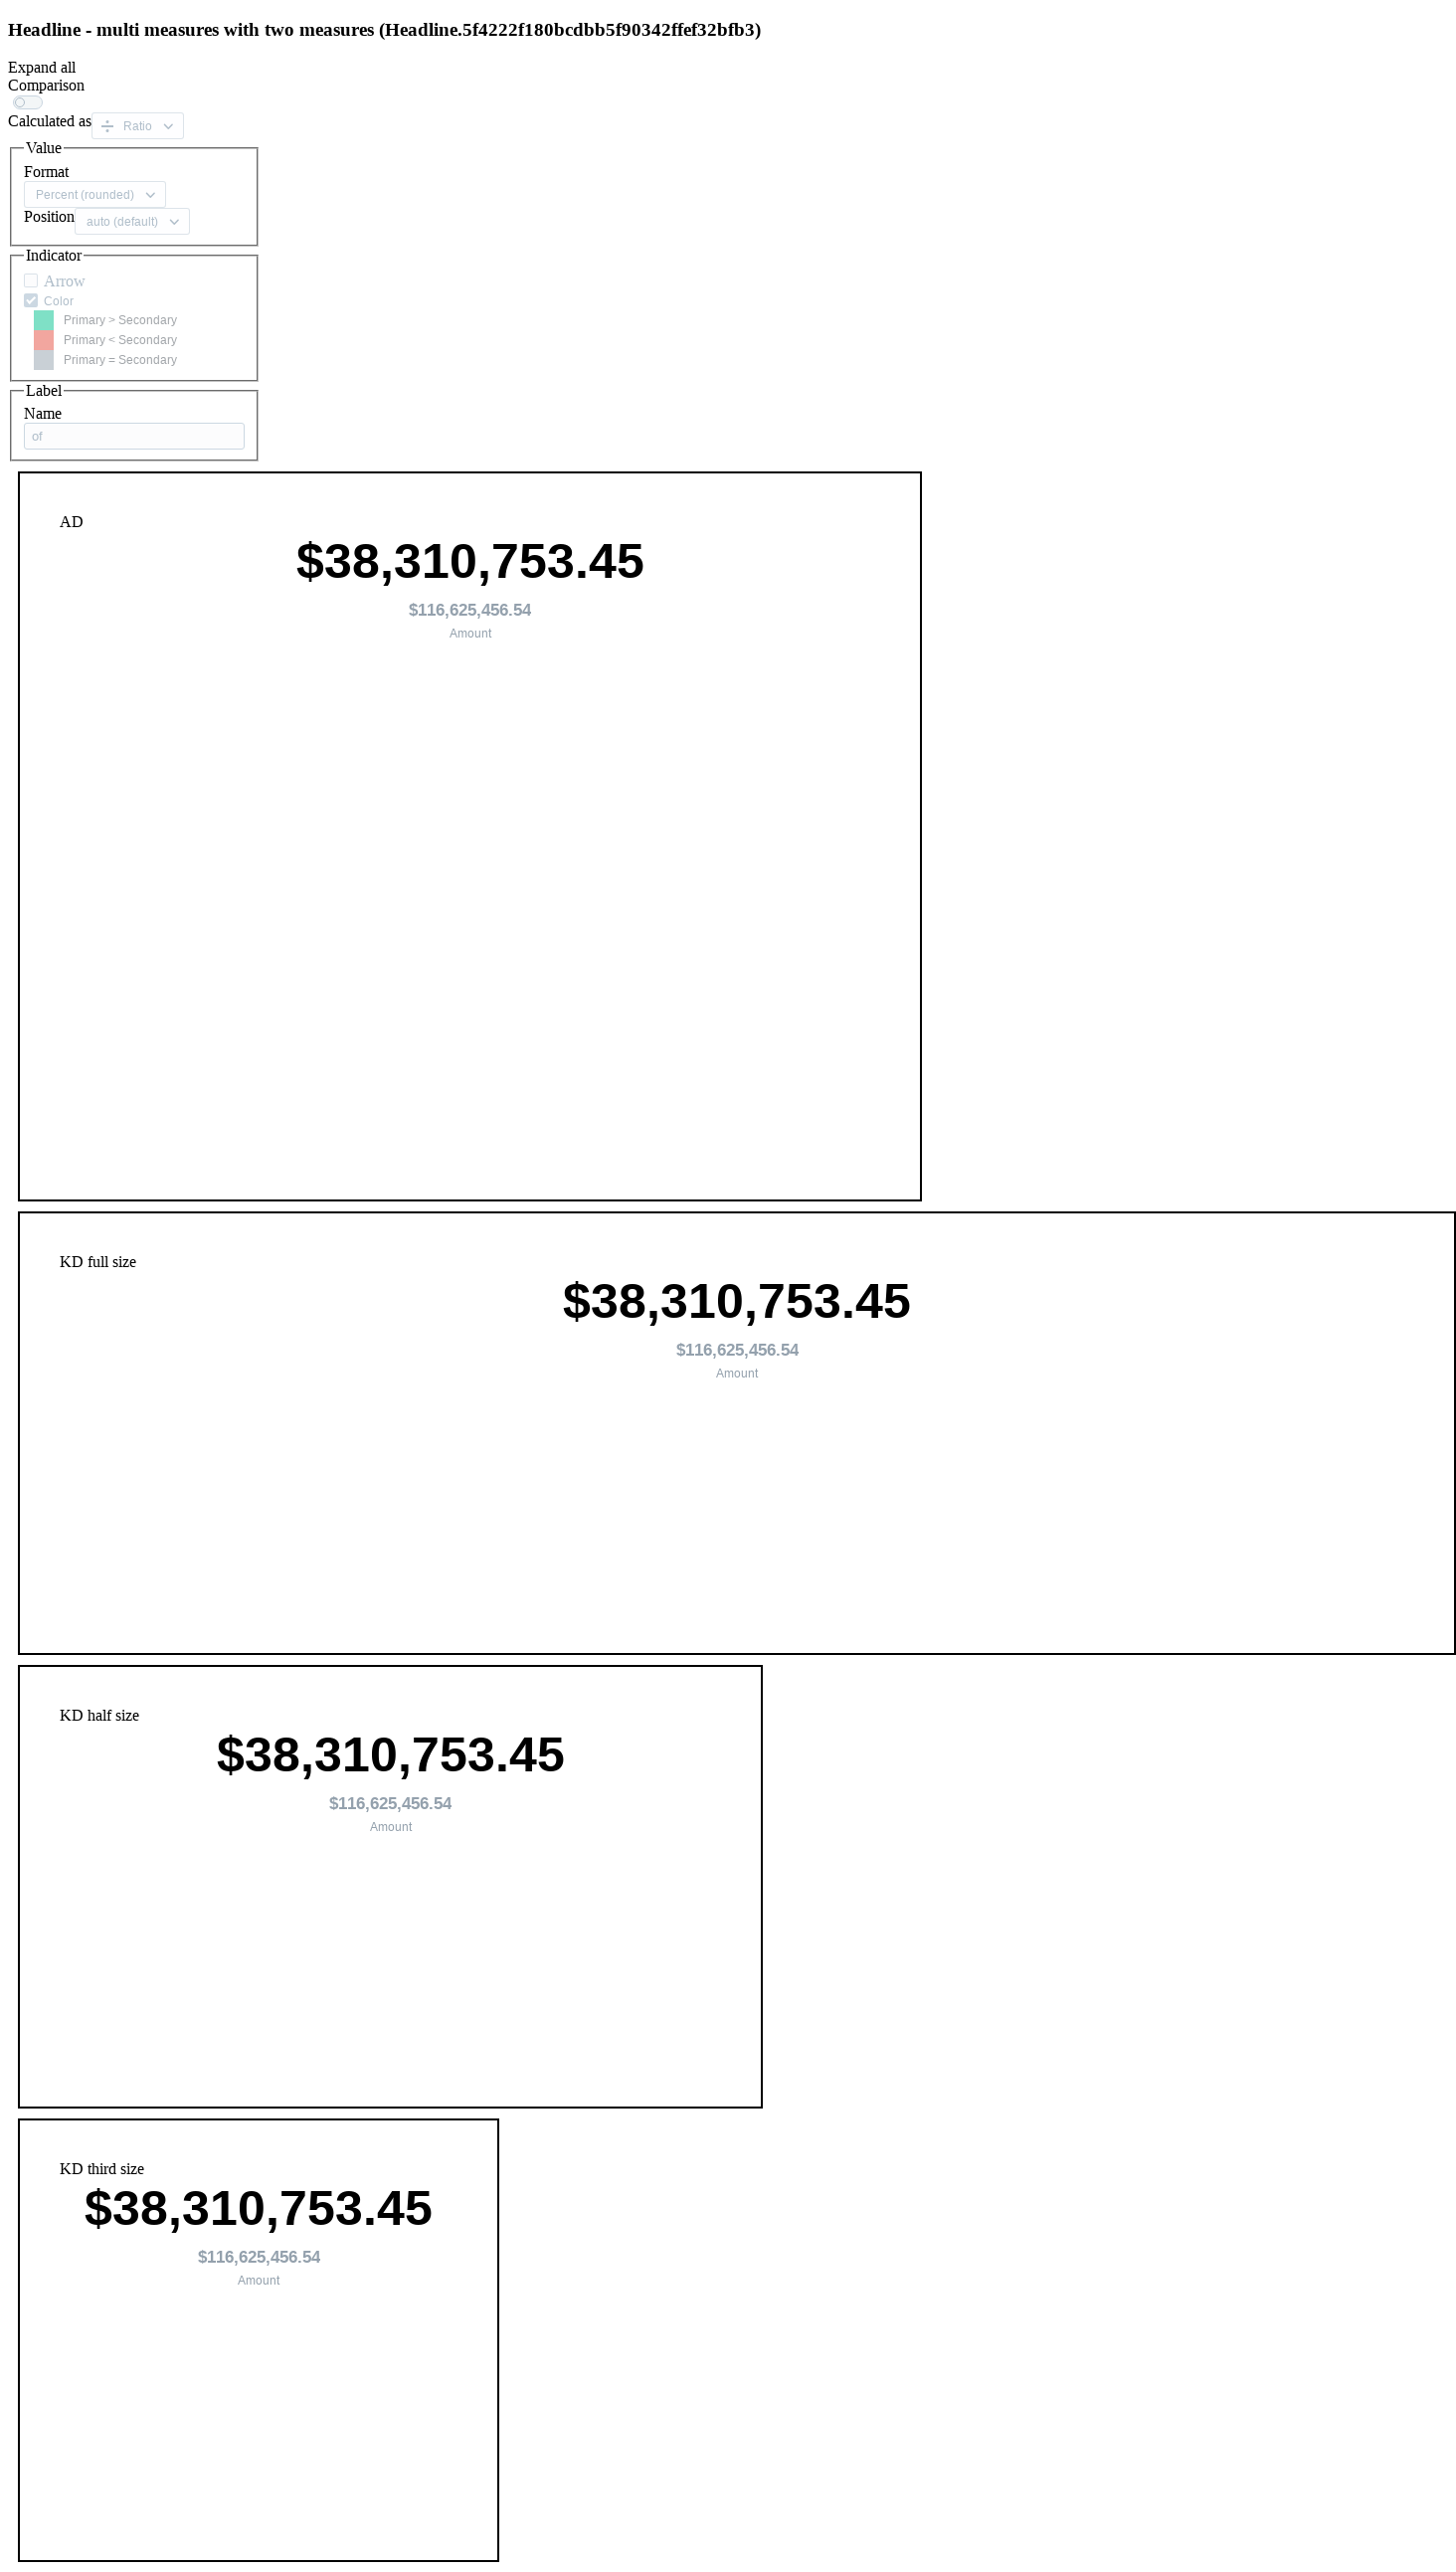 Headline - multi measures with two measures (Headline.5f4222f180bcdbb5f90342ffef32bfb3)
Expand all
Comparison
Calculated as Ratio
Value
Format
Percent (rounded)
Position auto (default)
Indicator
Arrow
Color
Primary > Secondary
Primary < Secondary
Primary = Secondary
Label
Name
of
AD
$38,310,753.45
$116,625,456.54
Amount
KD full size
$38,310,753.45
$116,625,456.54
Amount
KD half size
$38,310,753.45
$116,625,456.54
Amount
KD third size
$38,310,753.45
$116,625,456.54
Amount